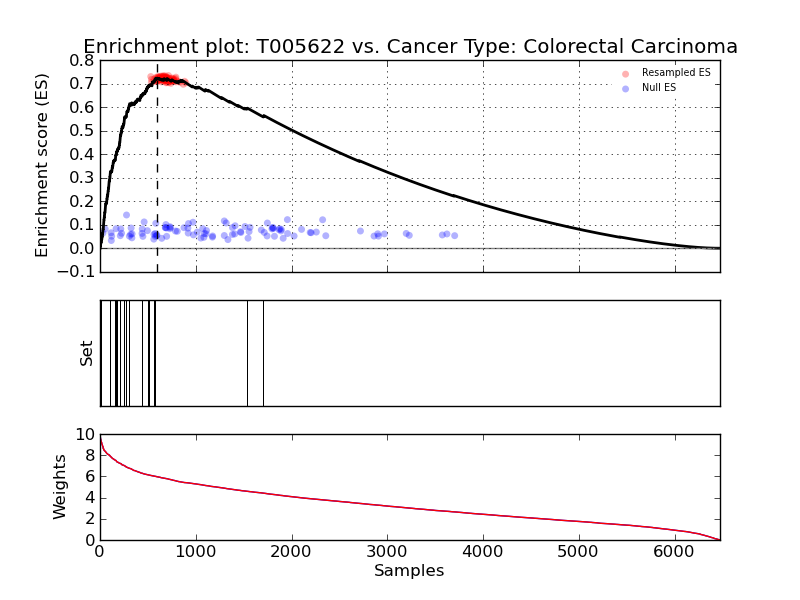 Enrichment plot: T005622 vs. Cancer Type: Colorectal Carcinoma
0.8
0.7
0.6
0.5
0.4
0.3
0.2
0.1
0.0
−0.1
Enrichment score (ES)
Resampled ES
Null ES
Set
10
8
6
4
2
0
Weights
0 1000 2000 3000 4000 5000 6000
Samples